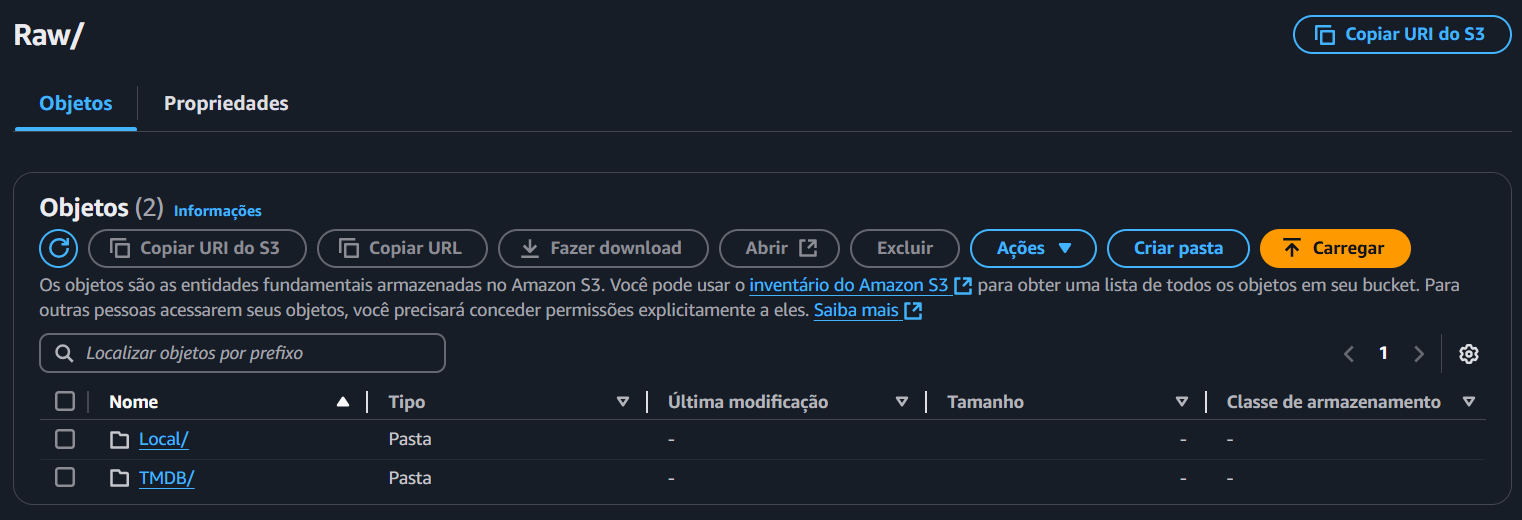 Raw/
Copiar URI do S3
Objetos
Propriedades
Objetos (2) Informações
Copiar URI do S3
Copiar URL
Fazer download
Abrir
Excluir
Ações
Criar pasta
Carregar
Os objetos são as entidades fundamentais armazenadas no Amazon S3. Você pode usar o inventário do Amazon S3 para obter uma lista de todos os objetos em seu bucket. Para
outras pessoas acessarem seus objetos, você precisará conceder permissões explicitamente a eles. Saiba mais
Localizar objetos por prefixo
1
Nome Tipo Última modificação Tamanho Classe de armazenamento
Local/ Pasta - - -
TMDB/ Pasta - - -